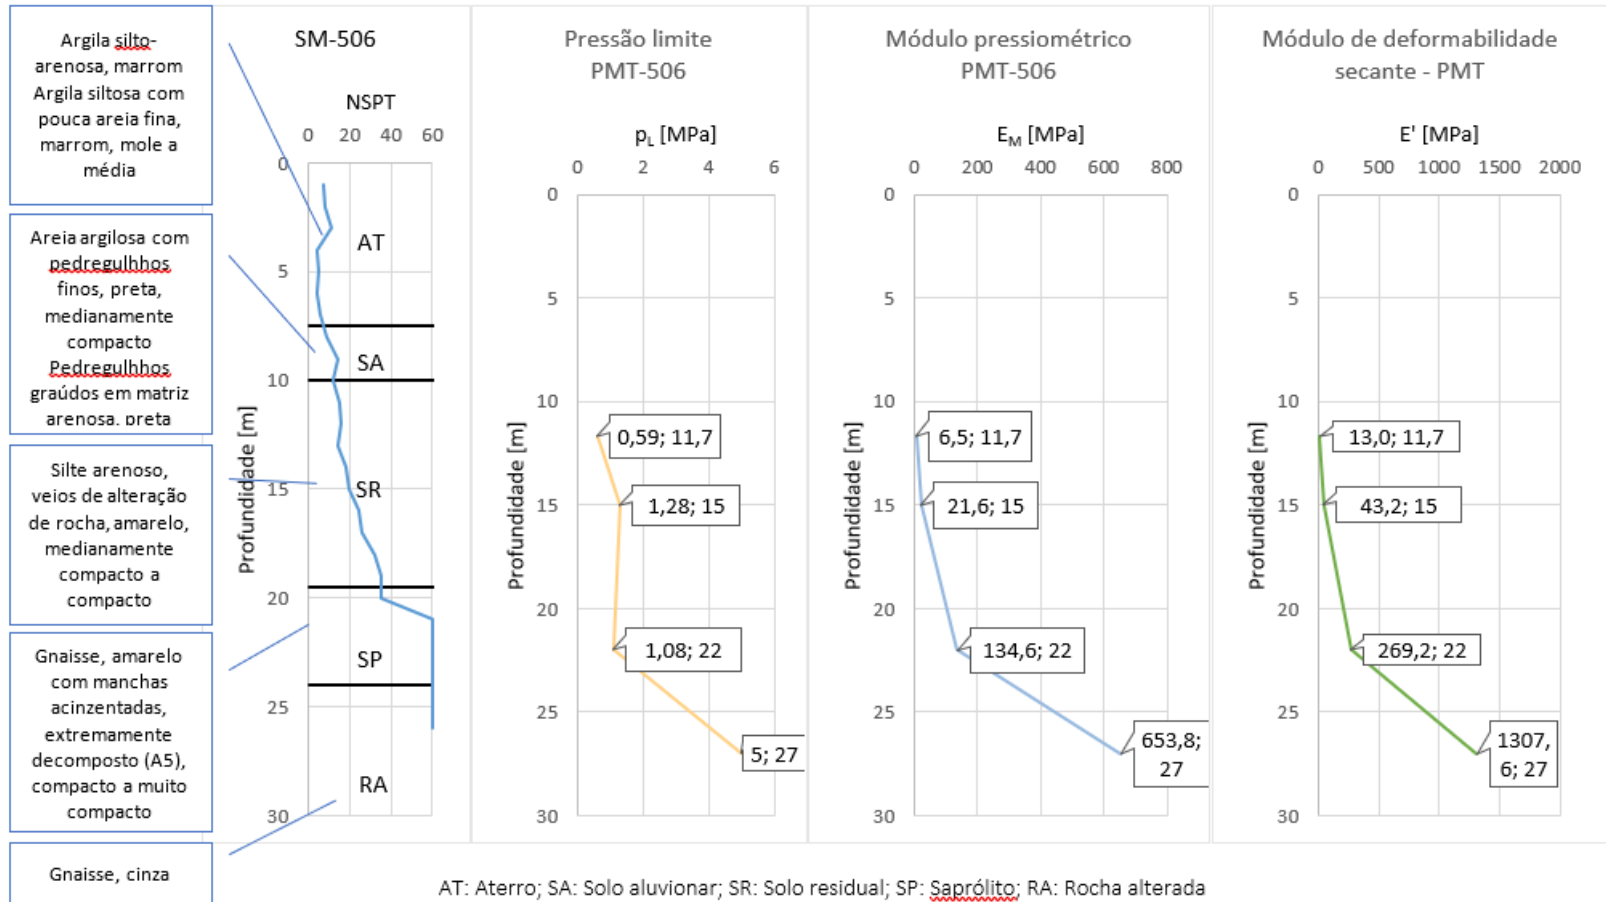 Argila silto-
arenosa, marrom
Argila siltosa com
pouca areia fina,
marrom, mole a
média
Areia argilosa com
pedregulhhos
finos, preta,
medianamente
compacto
Pedregulhhos
graúdos em matriz
arenosa. preta
Silte arenoso,
veios de alteração
de rocha, amarelo,
medianamente
compacto a
compacto
Gnaisse, amarelo
com manchas
acinzentadas,
extremamente
decomposto (A5),
compacto a muito
compacto
Gnaisse, cinza
SM-506
NSPT
0 20 40 60
0
5
10
15
20
25
30
Profundidade [m]
AT
SA
SR
SP
RA
Pressão limite
PMT-506
pL [MPa]
0 2 4 6
0
5
10
15
20
25
30
Profundidade [m]
0,59; 11,7
1,28; 15
1,08; 22
5; 27
Módulo pressiométrico
PMT-506
EM [MPa]
0 200 400 600 800
0
5
10
15
20
25
30
Profundidade [m]
6,5; 11,7
21,6; 15
134,6; 22
653,8;
27
Módulo de deformabilidade
secante - PMT
E' [MPa]
0 500 1000 1500 2000
0
5
10
15
20
25
30
Profundidade [m]
13,0; 11,7
43,2; 15
269,2; 22
1307,
6; 27
AT: Aterro; SA: Solo aluvionar; SR: Solo residual; SP: Saprólito; RA: Rocha alterada